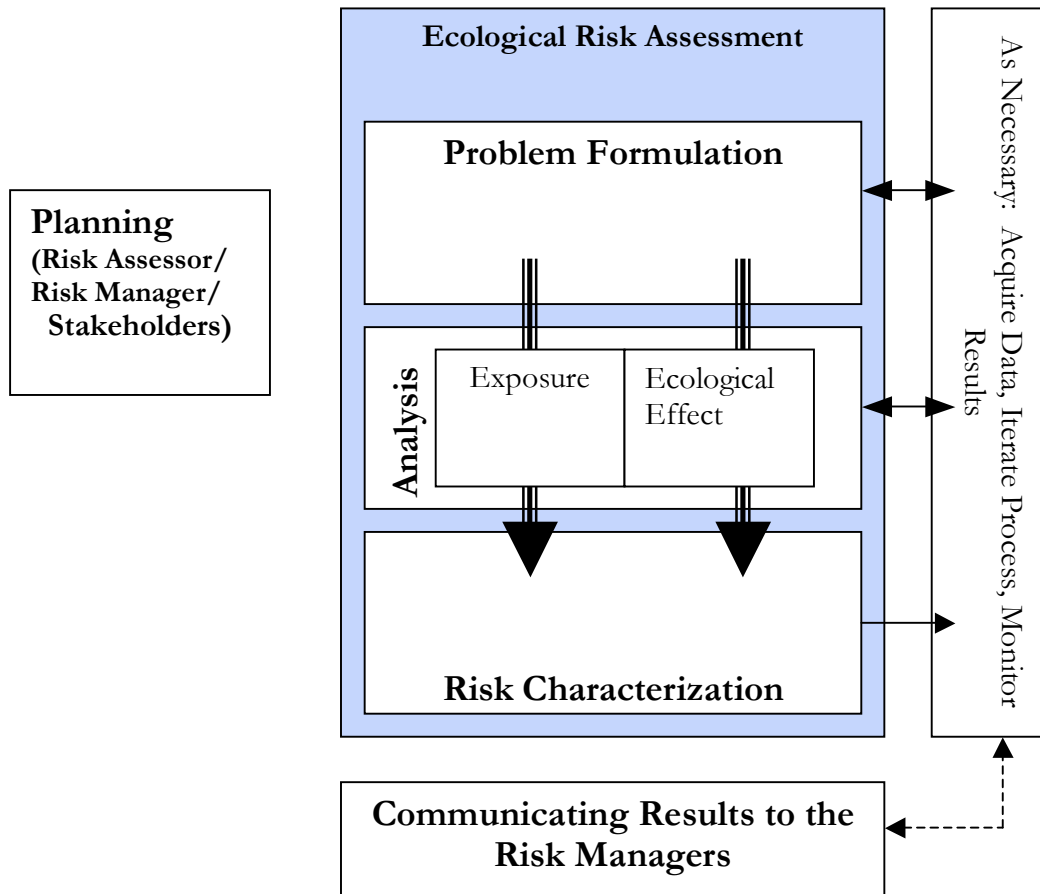 Ecological Risk Assessment
Problem Formulation
Planning
(Risk Assessor/
Risk Manager/
Stakeholders)
Analysis
Exposure
Ecological
Effect
Risk Characterization
As Necessary: Acquire Data, Iterate Process, Monitor
Results
Communicating Results to the
Risk Managers